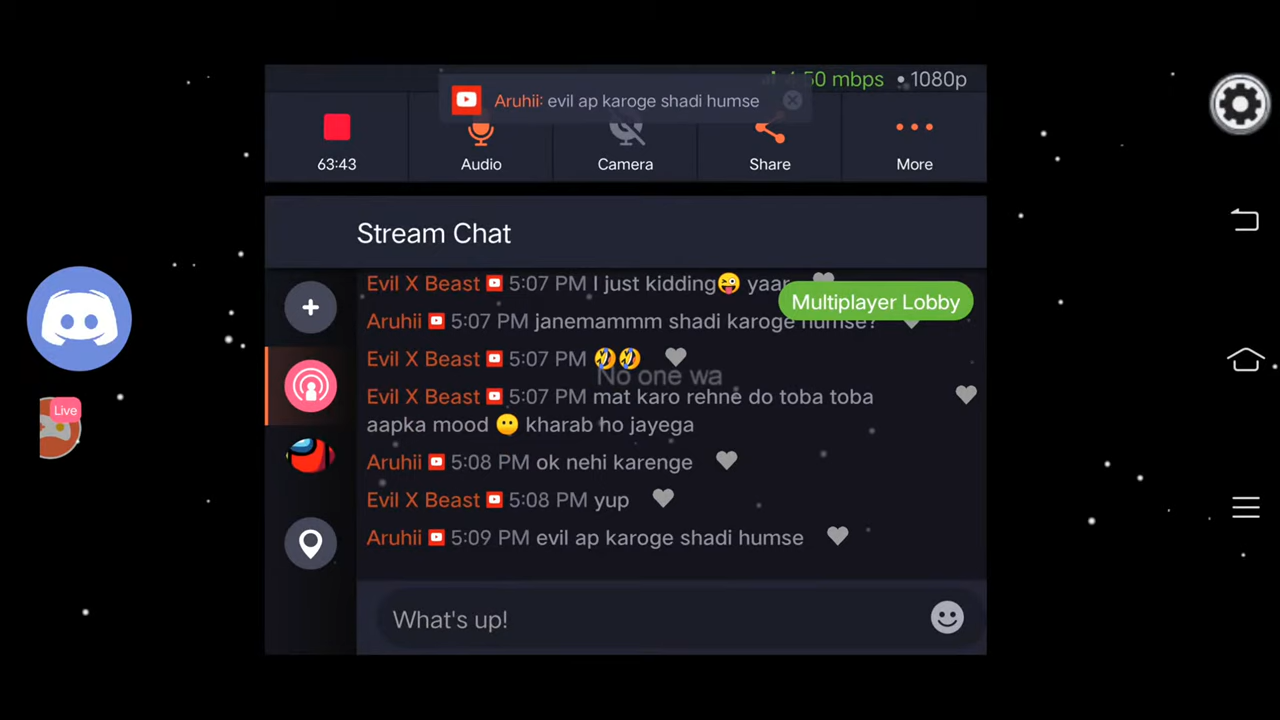 4.50 mbps • 1080p
Aruhii: evil ap karoge shadi humse
63:43
Audio
Camera
Share
More
Stream Chat
Live
Evil X Beast 5:07 PM I just kidding😜 yaar
Multiplayer Lobby
Aruhii 5:07 PM janemammm shadi karoge humse?
Evil X Beast 5:07 PM 🤣🤣
No one wa
Evil X Beast 5:07 PM mat karo rehne do toba toba
aapka mood 😶 kharab ho jayega
Aruhii 5:08 PM ok nehi karenge
Evil X Beast 5:08 PM yup
Aruhii 5:09 PM evil ap karoge shadi humse
What's up!